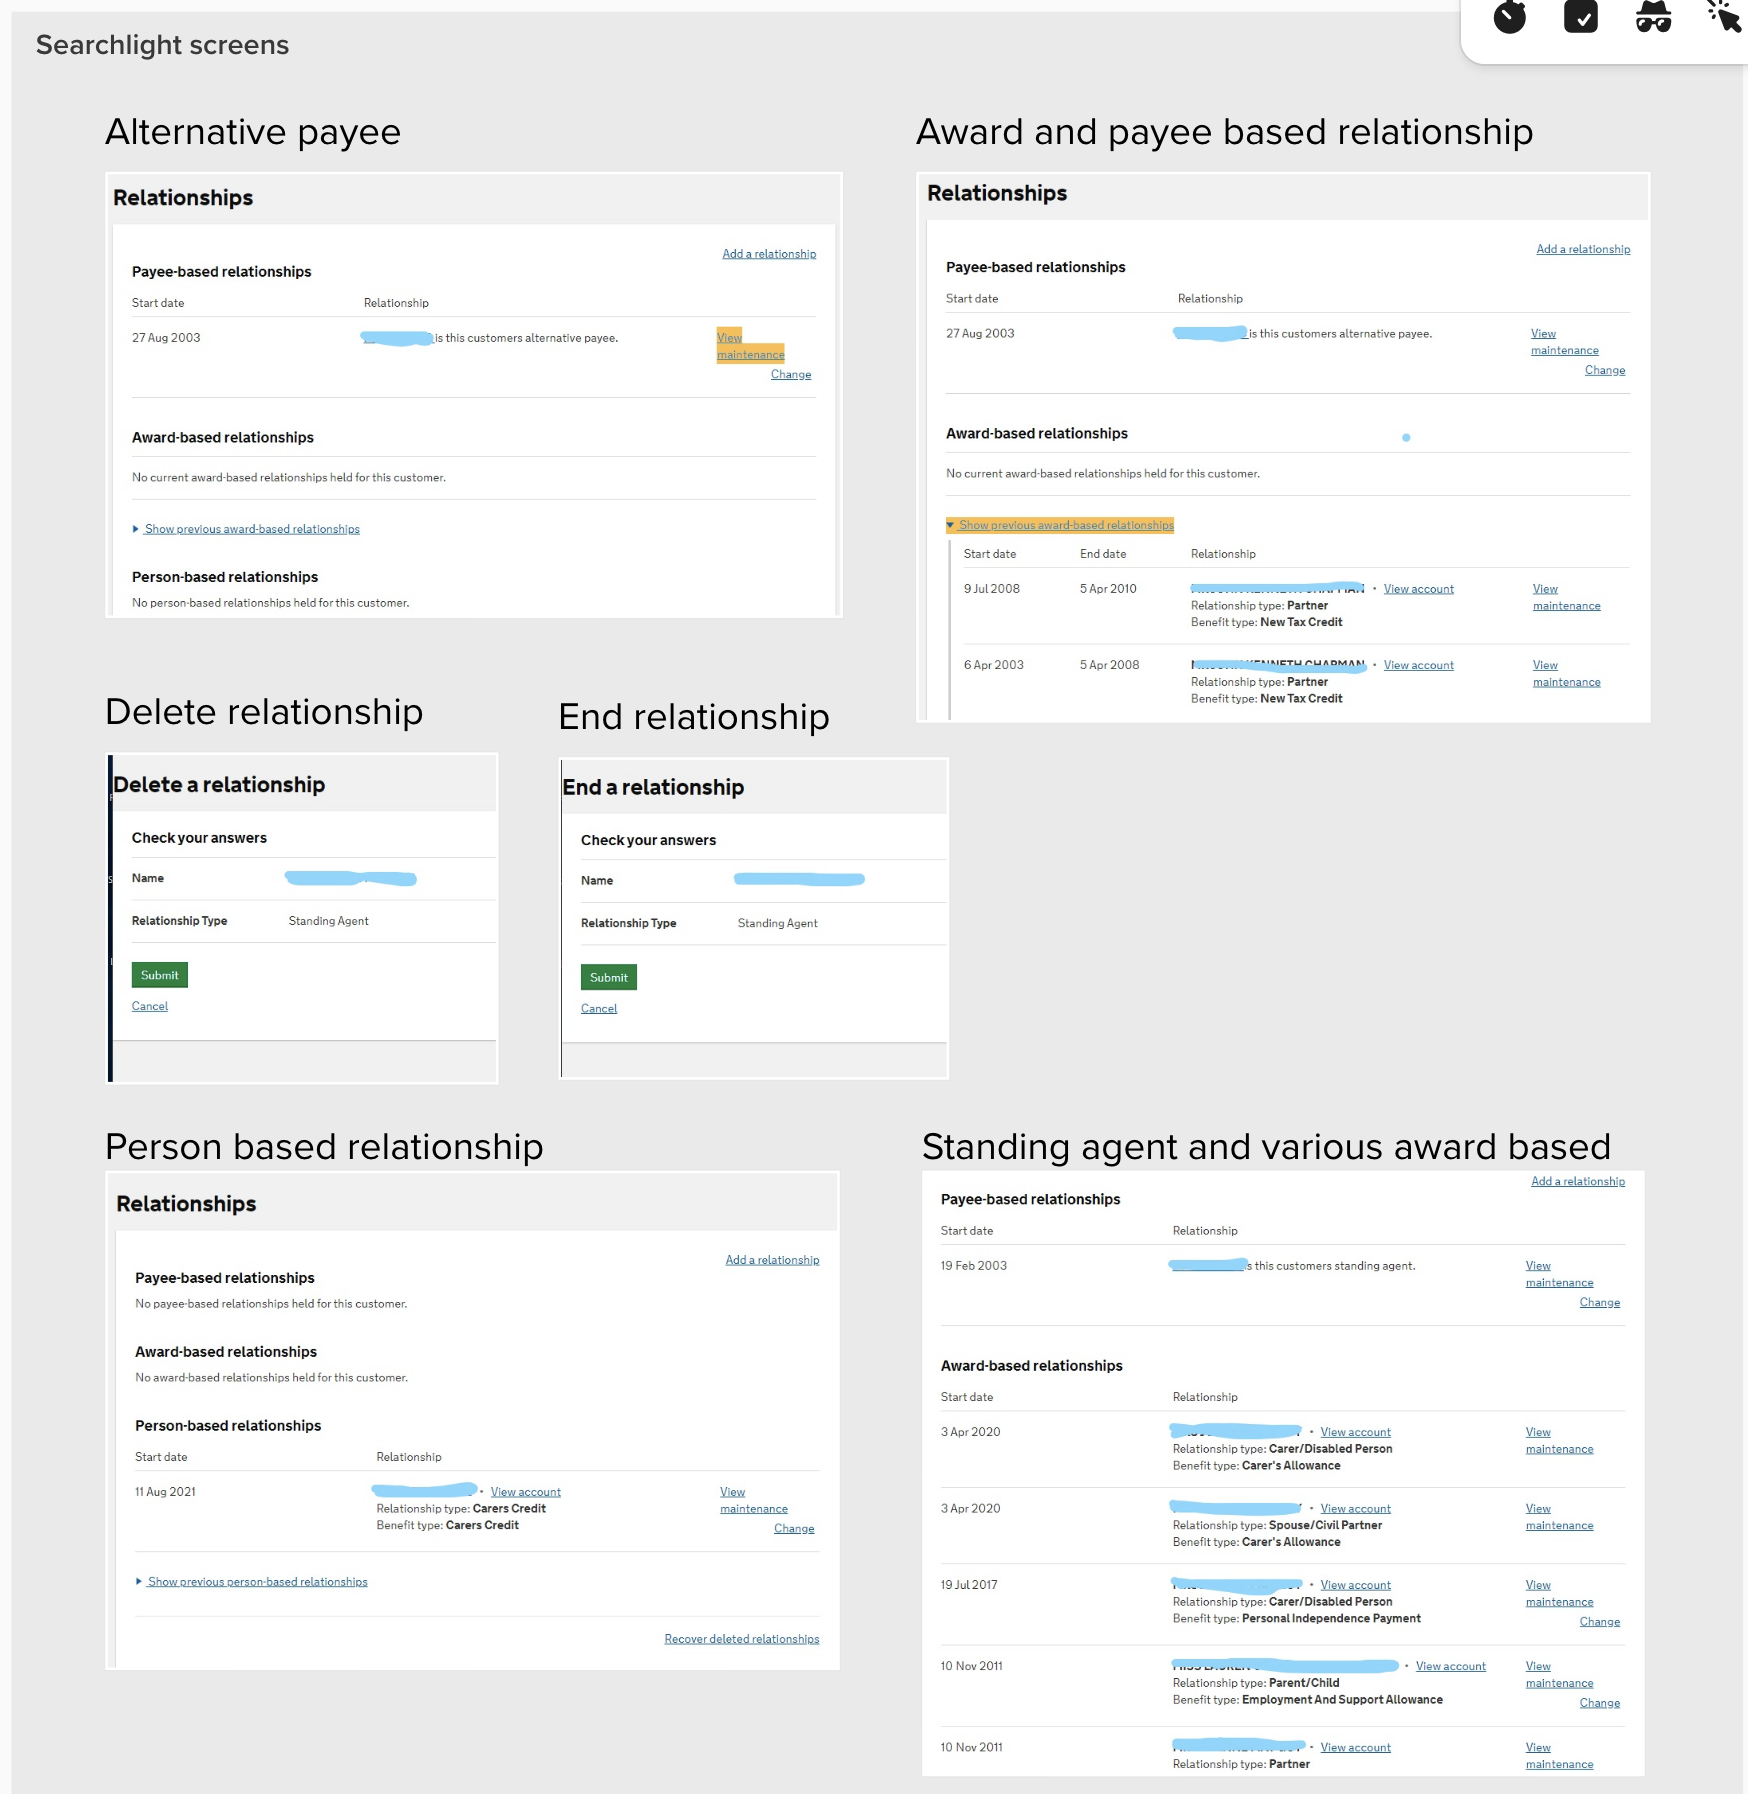 Searchlight screens
Alternative payee
Relationships
Add a relationship
Payee-based relationships
Start date Relationship
27 Aug 2003 is this customers alternative payee. View
maintenance
Change
Award-based relationships
No current award-based relationships held for this customer.
Show previous award-based relationships
Person-based relationships
No person-based relationships held for this customer.
Award and payee based relationship
Relationships
Add a relationship
Payee-based relationships
Start date Relationship
27 Aug 2003 is this customers alternative payee. View
maintenance
Change
Award-based relationships
No current award-based relationships held for this customer.
Show previous award-based relationships
Start date End date Relationship
9 Jul 2008 5 Apr 2010 • View account View
Relationship type: Partner maintenance
Benefit type: New Tax Credit
6 Apr 2003 5 Apr 2008 • View account View
Relationship type: Partner maintenance
Benefit type: New Tax Credit
Delete relationship
Delete a relationship
Check your answers
Name
Relationship Type Standing Agent
Submit
Cancel
End relationship
End a relationship
Check your answers
Name
Relationship Type Standing Agent
Submit
Cancel
Person based relationship
Relationships
Add a relationship
Payee-based relationships
No payee-based relationships held for this customer.
Award-based relationships
No award-based relationships held for this customer.
Person-based relationships
Start date Relationship
11 Aug 2021 • View account View
Relationship type: Carers Credit maintenance
Benefit type: Carers Credit Change
Show previous person-based relationships
Recover deleted relationships
Standing agent and various award based
Add a relationship
Payee-based relationships
Start date Relationship
19 Feb 2003 this customers standing agent. View
maintenance
Change
Award-based relationships
Start date Relationship
3 Apr 2020 • View account View
Relationship type: Carer/Disabled Person maintenance
Benefit type: Carer's Allowance
3 Apr 2020 • View account View
Relationship type: Spouse/Civil Partner maintenance
Benefit type: Carer's Allowance
19 Jul 2017 • View account View
Relationship type: Carer/Disabled Person maintenance
Benefit type: Personal Independence Payment Change
10 Nov 2011 • View account View
Relationship type: Parent/Child maintenance
Benefit type: Employment And Support Allowance Change
10 Nov 2011 • View account View
Relationship type: Partner maintenance